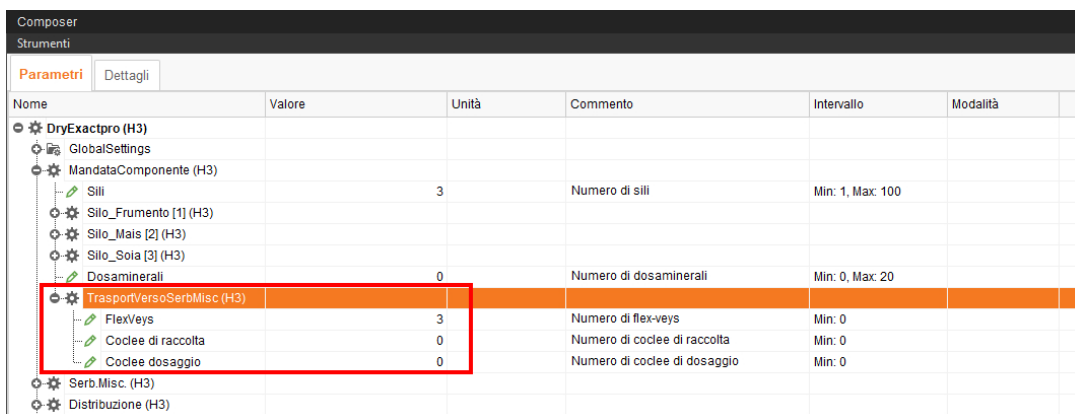 Composer
Strumenti
Parametri Dettagli
Nome Valore Unità Commento Intervallo Modalità
DryExactpro (H3)
GlobalSettings
MandataComponente (H3)
Sili 3 Numero di sili Min: 1, Max: 100
Silo_Frumento [1] (H3)
Silo_Mais [2] (H3)
Silo_Soia [3] (H3)
Dosaminerali 0 Numero di dosaminerali Min: 0, Max: 20
TrasportVersoSerbMisc (H3)
FlexVeys 3 Numero di flex-veys Min: 0
Coclee di raccolta 0 Numero di coclee di raccolta Min: 0
Coclee dosaggio 0 Numero di coclee di dosaggio Min: 0
Serb.Misc. (H3)
Distribuzione (H3)